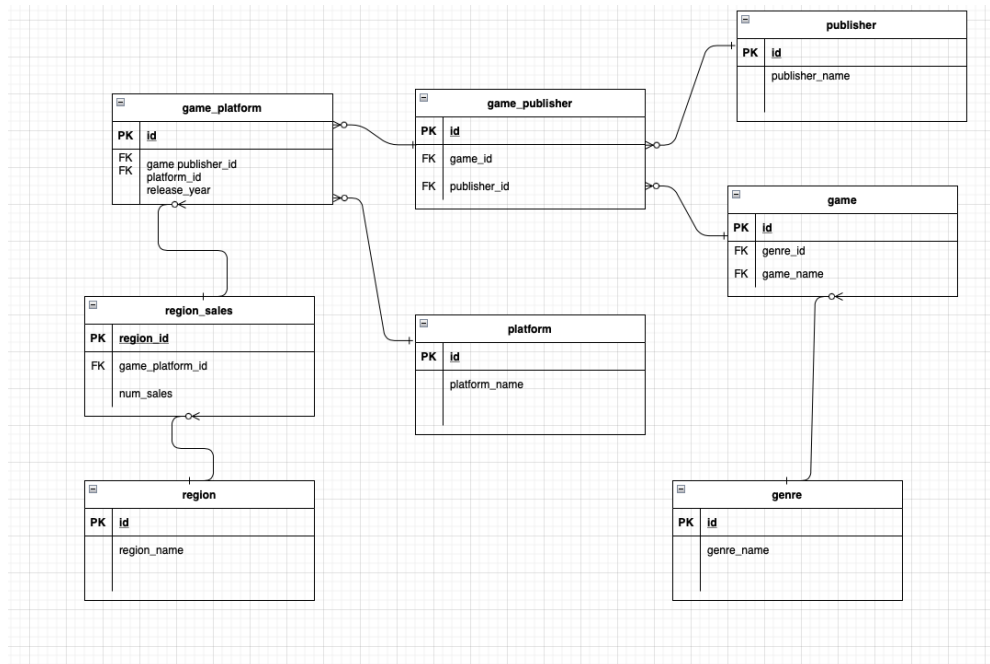 publisher
PK id
publisher_name
game_platform
PK id
FK
FK
game publisher_id
platform_id
release_year
game_publisher
PK id
FK game_id
FK publisher_id
game
PK id
FK genre_id
FK game_name
region_sales
PK region_id
FK game_platform_id
num_sales
platform
PK id
platform_name
region
PK id
region_name
genre
PK id
genre_name